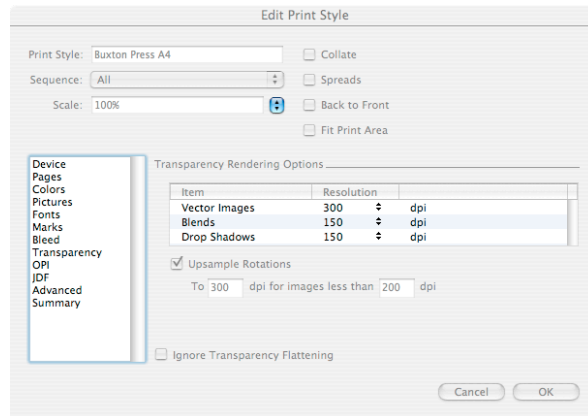 Edit Print Style
Print Style: Buxton Press A4
Collate
Sequence: All
Spreads
Scale: 100%
Back to Front
Fit Print Area
Device
Pages
Colors
Pictures
Fonts
Marks
Bleed
Transparency
OPI
JDF
Advanced
Summary
Transparency Rendering Options
Item Resolution
Vector Images 300 dpi
Blends 150 dpi
Drop Shadows 150 dpi
Upsample Rotations
To 300 dpi for images less than 200 dpi
Ignore Transparency Flattening
Cancel OK